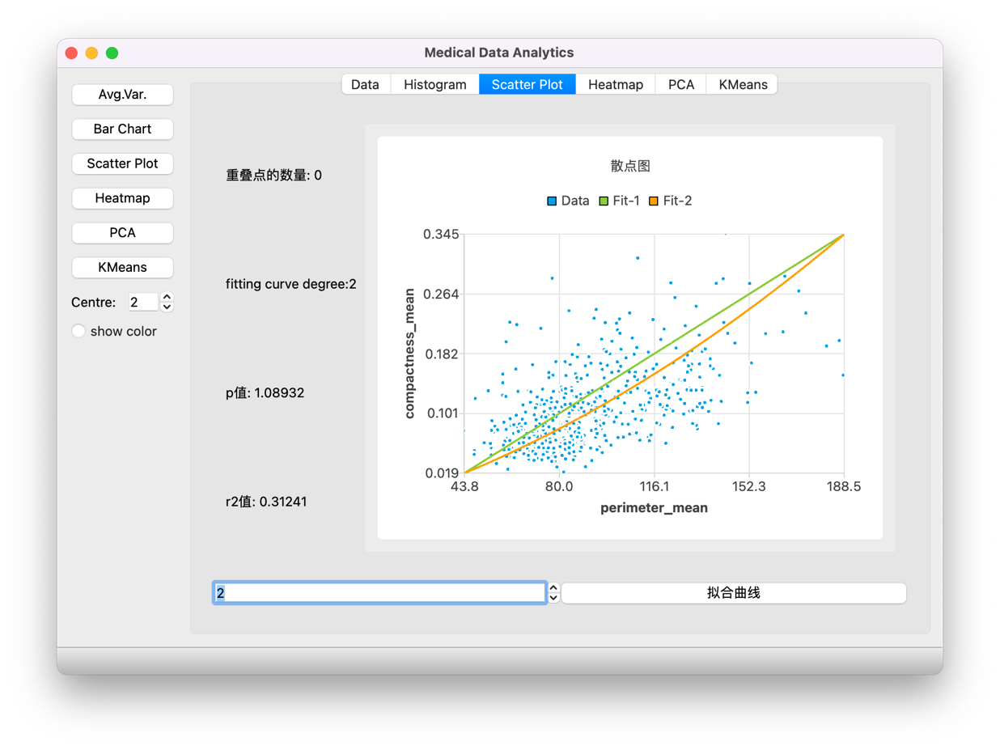 Medical Data Analytics
Data Histogram Scatter Plot Heatmap PCA KMeans
Avg.Var.
Bar Chart
Scatter Plot
Heatmap
PCA
KMeans
Centre: 2
show color
重叠点的数量: 0
fitting curve degree:2
p值: 1.08932
r2值: 0.31241
散点图
Data Fit-1 Fit-2
0.345
0.264
0.182
0.101
0.019
compactness_mean
43.8 80.0 116.1 152.3 188.5
perimeter_mean
2
拟合曲线